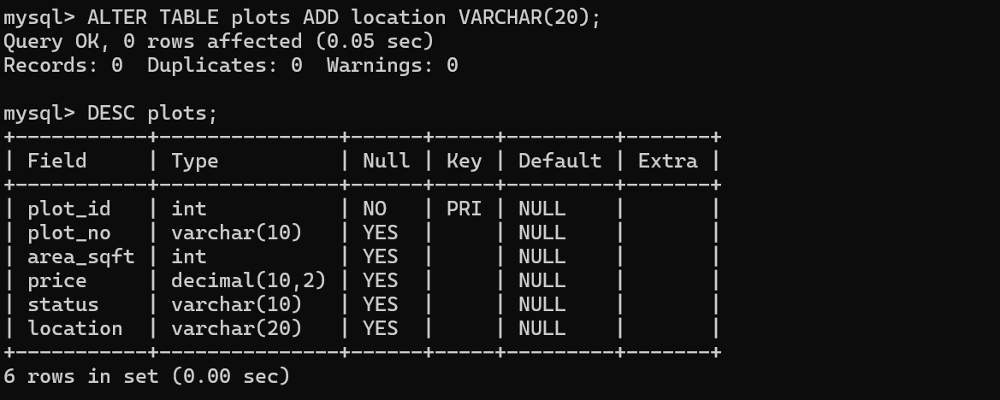 mysql> ALTER TABLE plots ADD location VARCHAR(20);
Query OK, 0 rows affected (0.05 sec)
Records: 0  Duplicates: 0  Warnings: 0

mysql> DESC plots;
+-----------+---------------+------+-----+---------+-------+
| Field     | Type          | Null | Key | Default | Extra |
+-----------+---------------+------+-----+---------+-------+
| plot_id   | int           | NO   | PRI | NULL    |       |
| plot_no   | varchar(10)   | YES  |     | NULL    |       |
| area_sqft | int           | YES  |     | NULL    |       |
| price     | decimal(10,2) | YES  |     | NULL    |       |
| status    | varchar(10)   | YES  |     | NULL    |       |
| location  | varchar(20)   | YES  |     | NULL    |       |
+-----------+---------------+------+-----+---------+-------+
6 rows in set (0.00 sec)